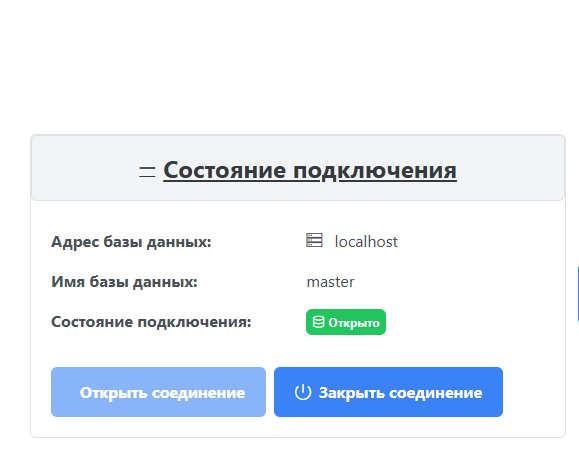 Состояние подключения
Адрес базы данных: localhost
Имя базы данных: master
Состояние подключения: Открыто
Открыть соединение Закрыть соединение